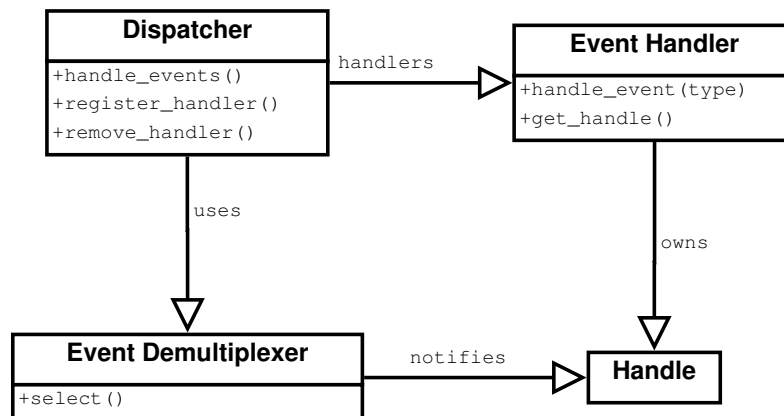 Dispatcher
+handle_events()
+register_handler()
+remove_handler()
handlers
Event Handler
+handle_event(type)
+get_handle()
uses
owns
Event Demultiplexer
+select()
notifies
Handle